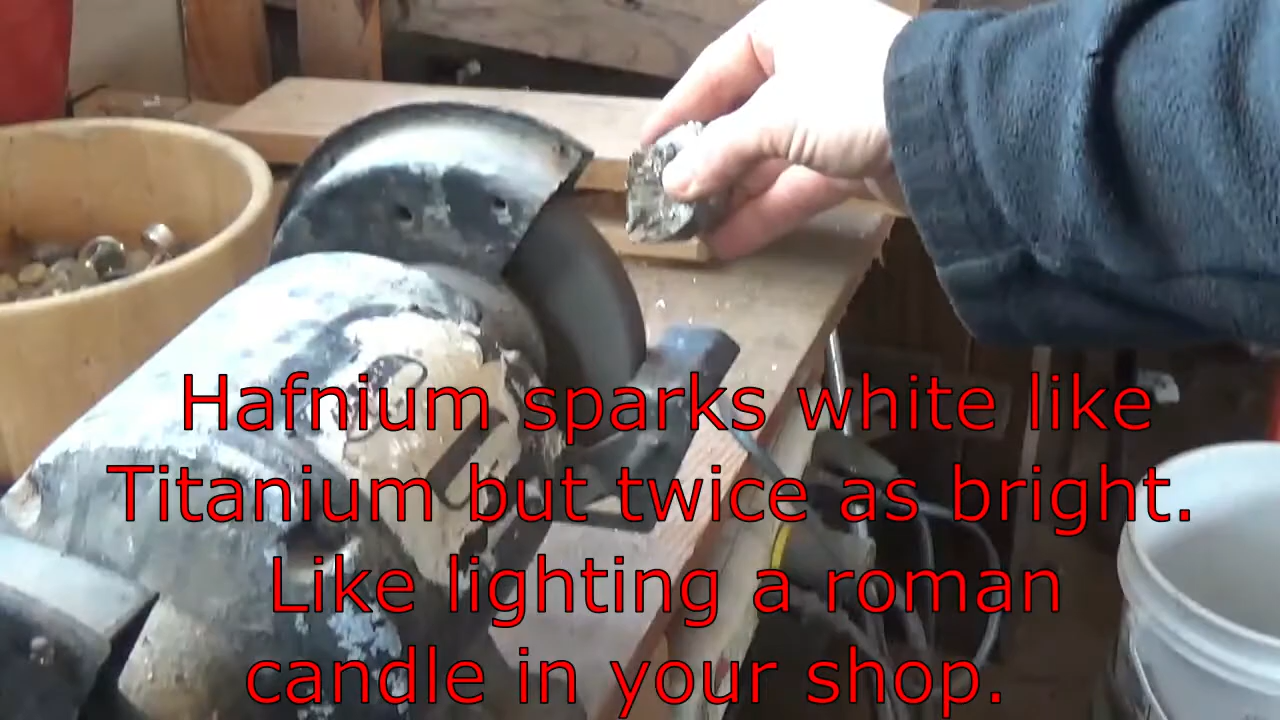 Hafnium sparks white like
Titanium but twice as bright.
Like lighting a roman
candle in your shop.